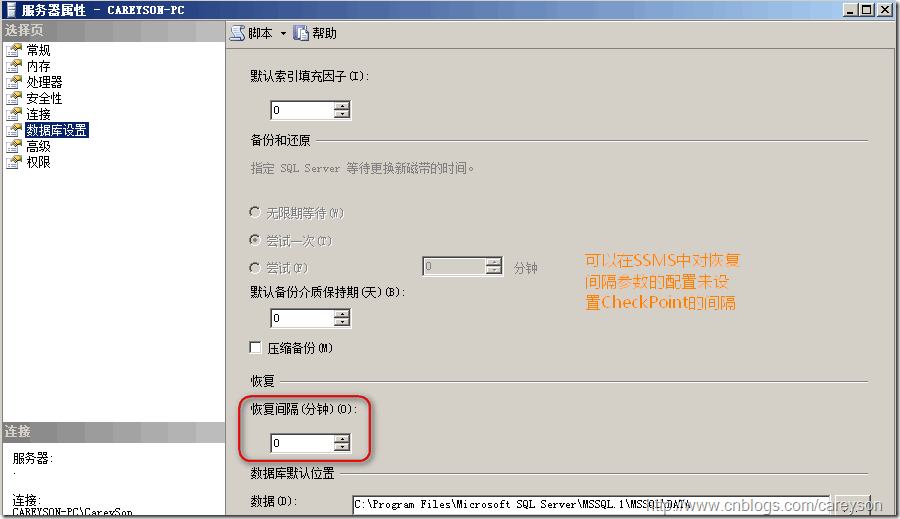 服务器属性 - CAREYSON-PC
选择页
常规
内存
处理器
安全性
连接
数据库设置
高级
权限
脚本
帮助
默认索引填充因子(I):
0
备份和还原
指定 SQL Server 等待更换新磁带的时间。
无限期等待(W)
尝试一次(T)
尝试(F)
0
分钟
默认备份介质保持期(天)(B):
0
压缩备份(M)
恢复
恢复间隔(分钟)(O):
0
可以在SSMS中对恢复
间隔参数的配置来设
置CheckPoint的间隔
数据库默认位置
数据(D):
C:\Program Files\Microsoft SQL Server\MSSQL.1\MSSQL\DATA
连接
服务器:
.
连接:
CAREYSON-PC\CareySon
http://www.cnblogs.com/careyson